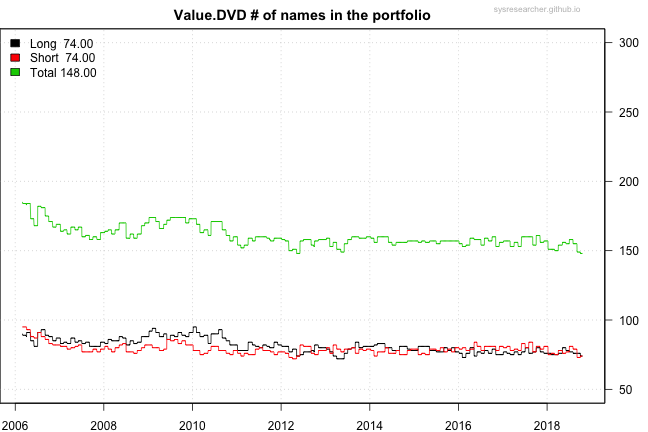 Value.DVD # of names in the portfolio
sysresearcher.github.io
Long 74.00
Short 74.00
Total 148.00
300
250
200
150
100
50
2006 2008 2010 2012 2014 2016 2018